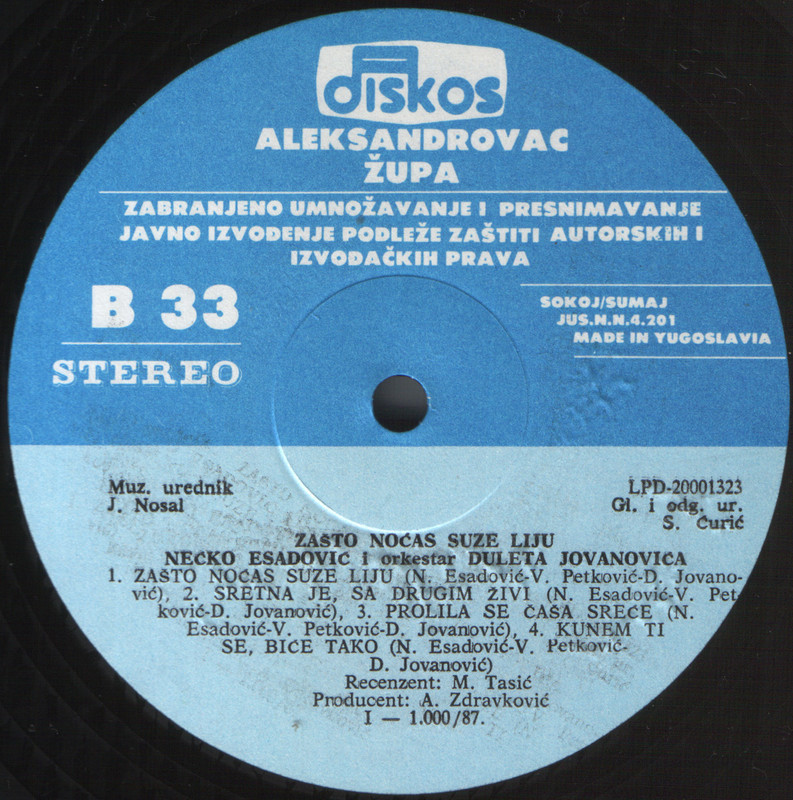 diskos
ALEKSANDROVAC
ŽUPA
ZABRANJENO UMNOŽAVANJE I PRESNIMAVANJE
JAVNO IZVOĐENJE PODLEŽE ZAŠTITI AUTORSKIH I
IZVOĐAČKIH PRAVA
B 33
STEREO
SOKOJ/SUMAJ
JUS.N.N.4.201
MADE IN YUGOSLAVIA
Muz. urednik
J. Nosal
LPD-20001323
Gl. i odg. ur.
S. Ćurić
ZAŠTO NOĆAS SUZE LIJU
NEĆKO ESADOVIĆ i orkestar DULETA JOVANOVIĆA
1. ZAŠTO NOĆAS SUZE LIJU (N. Esadović-V. Petković-D. Jovano-
vić), 2. SRETNA JE, SA DRUGIM ŽIVI (N. Esadović-V. Pet-
ković-D. Jovanović), 3. PROLILA SE ČAŠA SREĆE (N.
Esadović-V. Petković-D. Jovanović), 4. KUNEM TI
SE, BIĆE TAKO (N. Esadović-V. Petković-
D. Jovanović)
Recenzent: M. Tasić
Producent: A. Zdravković
I — 1.000/87.